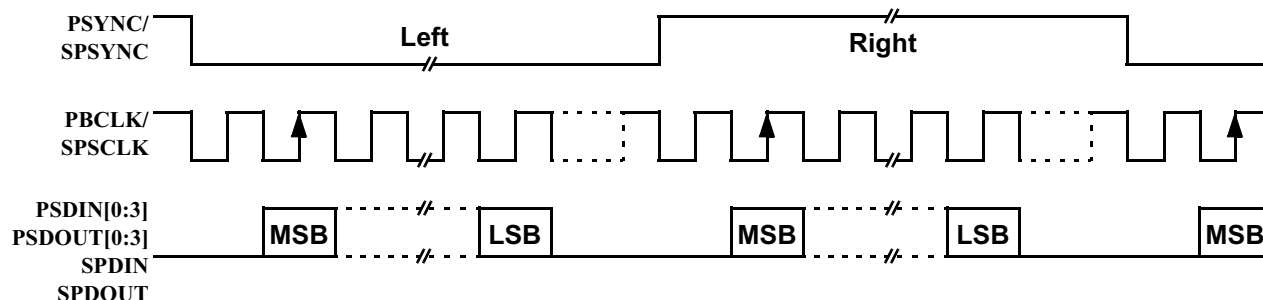 PSYNC/
SPSYNC
Left
Right
PBCLK/
SPSCLK
PSDIN[0:3]
PSDOUT[0:3]
SPDIN
SPDOUT
MSB
LSB
MSB
LSB
MSB